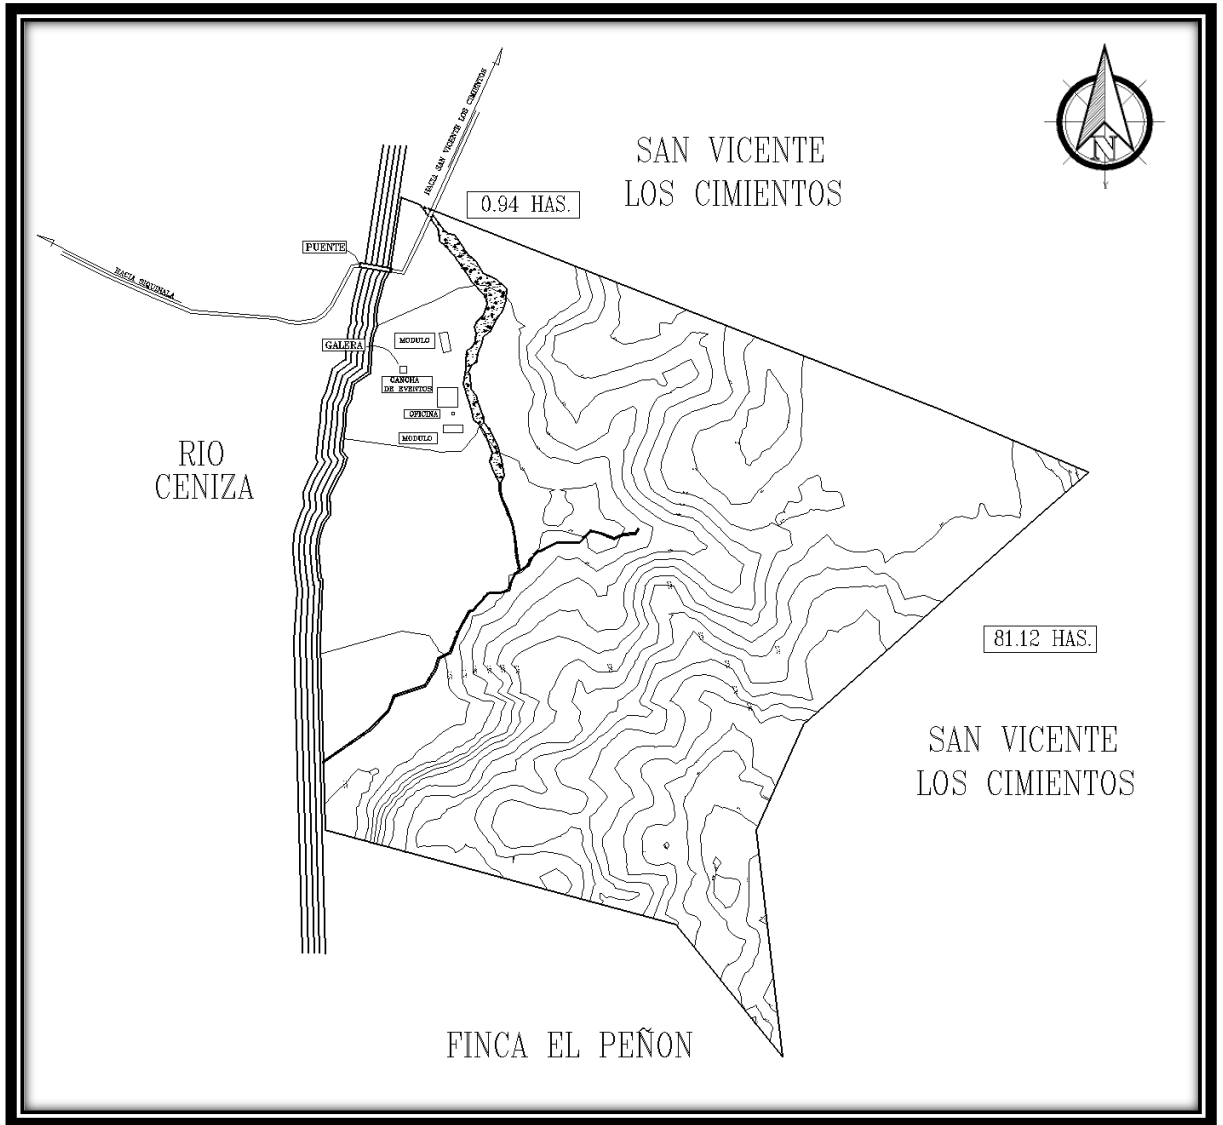 HACIA SAN VICENTE LOS CIMIENTOS
SAN VICENTE
LOS CIMIENTOS
N
0.94 HAS.
PUENTE
HACIA SIQUINALA
MODULO
GALERA
CANCHA
DE EVENTOS
OFICINA
MODULO
RIO
CENIZA
81.12 HAS.
SAN VICENTE
LOS CIMIENTOS
FINCA EL PEÑON